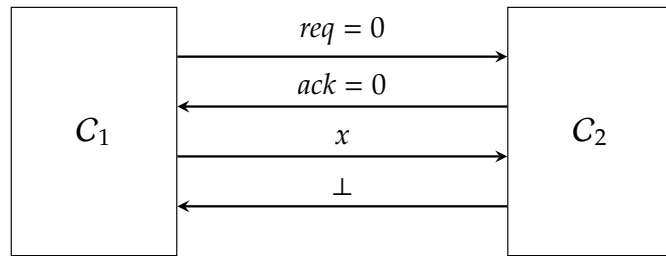 req = 0
ack = 0
C₁
x
C₂
⊥